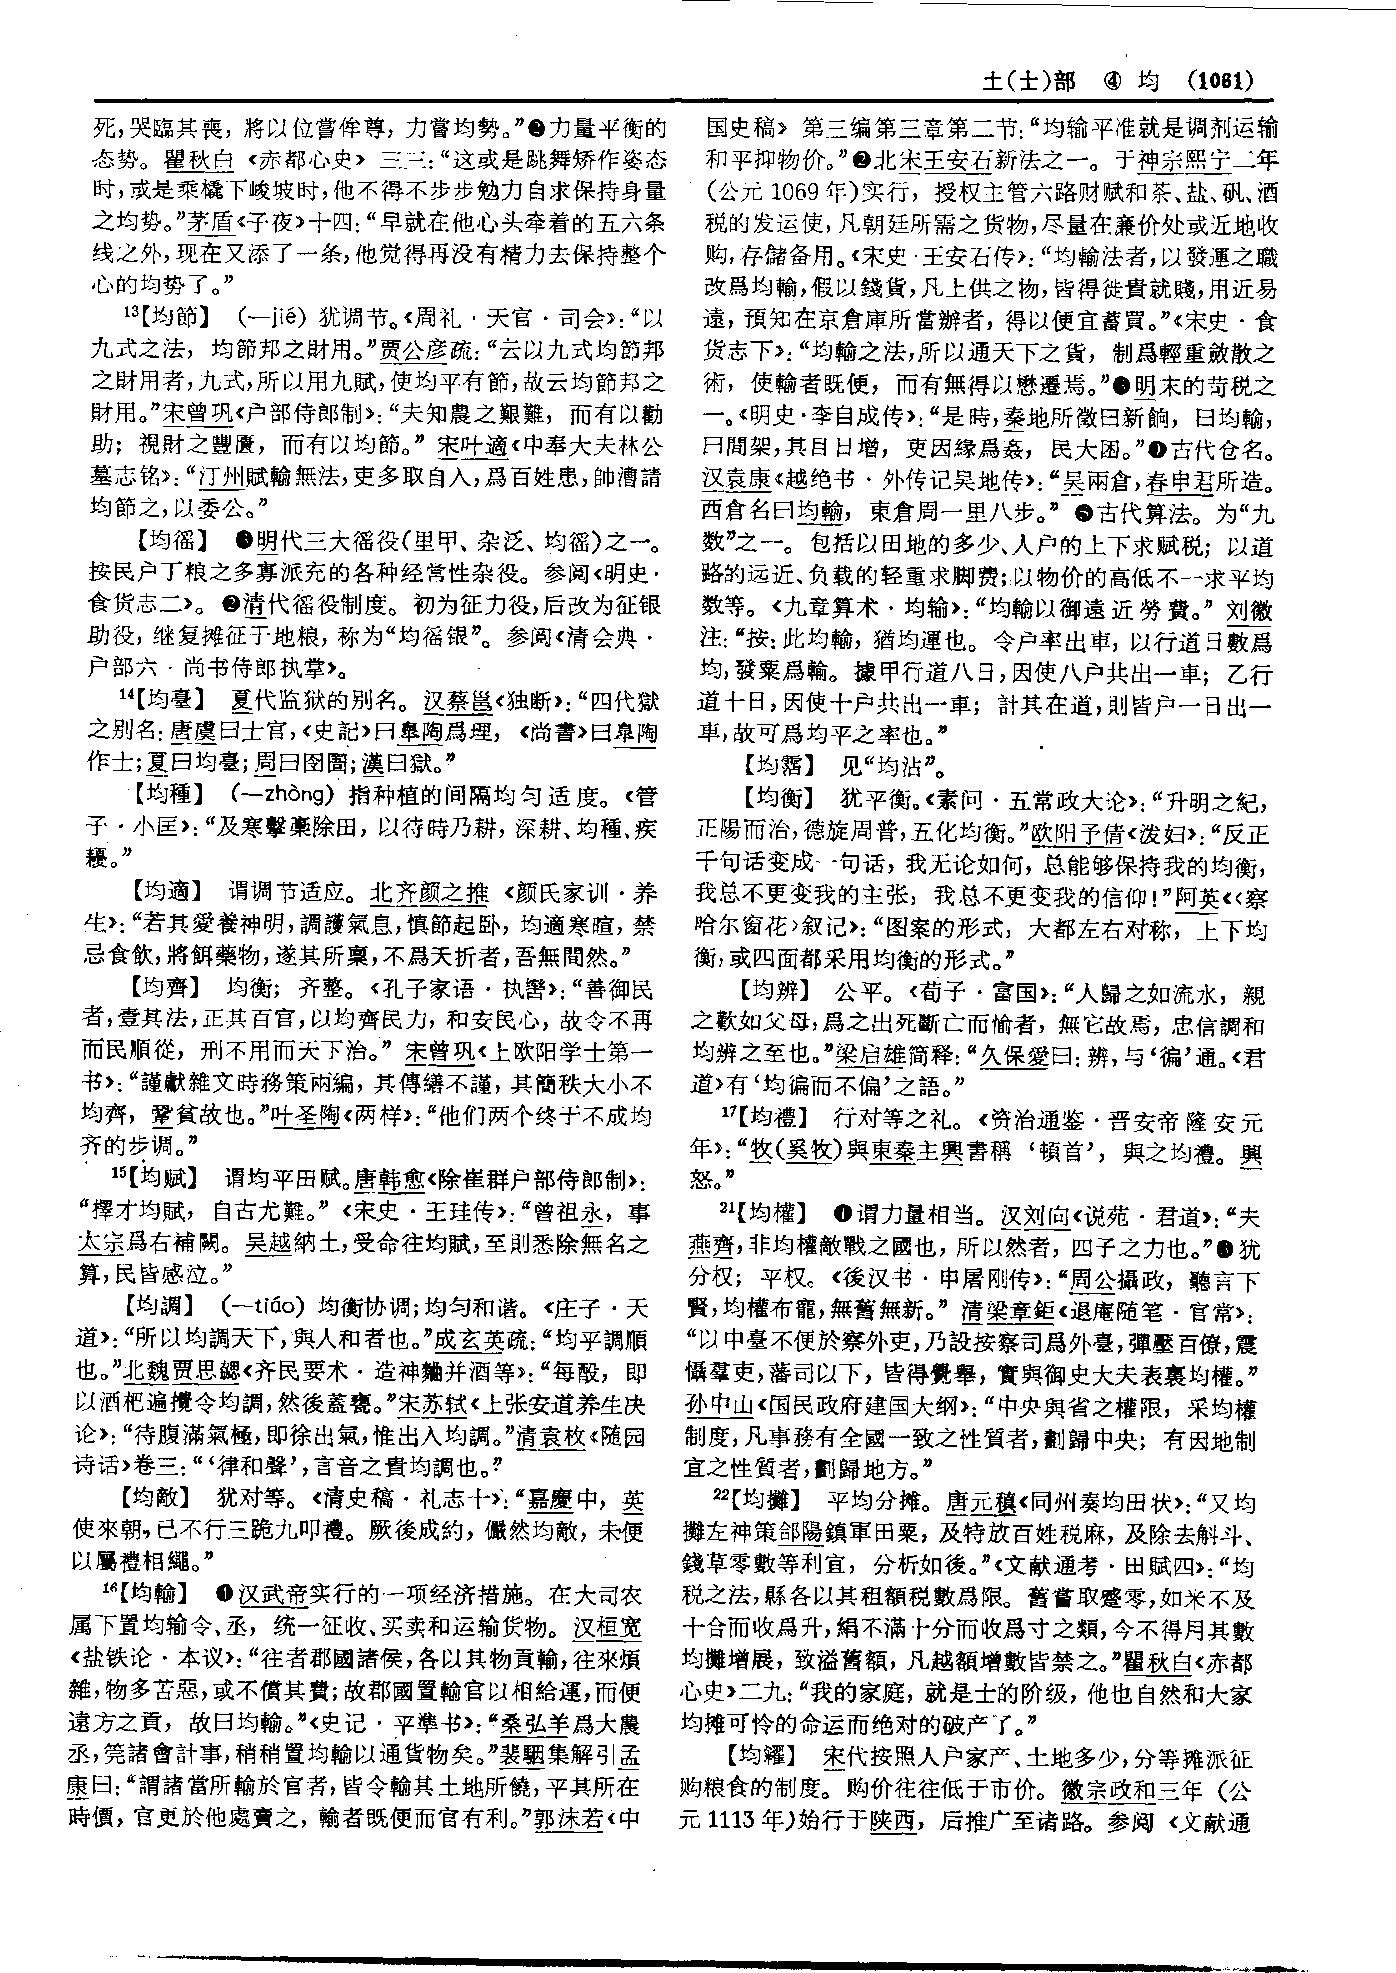 土(士)部　④　均　(1061)
死,哭臨其喪，將以位嘗侔尊，力嘗均勢。”❷力量平衡的
态势。瞿秋白《赤都心史》三三:“这或是跳舞矫作姿态
时,或是乘橇下峻坡时,他不得不步步勉力自求保持身量
之均势。”茅盾《子夜》十四:“早就在他心头牵着的五六条
线之外,现在又添了一条,他觉得再没有精力去保持整个
心的均势了。”
¹³【均節】　(—jié) 犹调节。《周礼·天官·司会》:“以
九式之法，均節邦之財用。”贾公彦疏:“云以九式均節邦
之財用者,九式,所以用九賦,使均平有節,故云均節邦之
財用。”宋曾巩《户部侍郎制》:“夫知農之艱難，而有以勸
助；視財之豐匱，而有以均節。”宋叶適《中奉大夫林公
墓志铭》:“汀州賦輸無法,吏多取自入,爲百姓患,帥漕請
均節之,以委公。”
【均徭】　❶明代三大徭役(里甲、杂泛、均徭)之一。
按民户丁粮之多寡派充的各种经常性杂役。参阅《明史·
食货志二》。❷清代徭役制度。初为征力役,后改为征银
助役，继复摊征于地粮，称为“均徭银”。参阅《清会典·
户部六·尚书侍郎执掌》。
¹⁴【均臺】　夏代监狱的别名。汉蔡邕《独断》:“四代獄
之别名:唐虞曰士官,《史記》曰皋陶爲理，《尚書》曰皋陶
作士;夏曰均臺;周曰囹圄;漢曰獄。”
【均種】　(—zhòng) 指种植的间隔均匀适度。《管
子·小匡》:“及寒擊槀除田，以待時乃耕，深耕、均種、疾
耰。”
【均適】　谓调节适应。北齐颜之推《颜氏家训·养
生》:“若其愛養神明,調護氣息,慎節起卧，均適寒暄，禁
忌食飲,將餌藥物,遂其所稟,不爲夭折者,吾無間然。”
【均齊】　均衡；齐整。《孔子家语·执辔》:“善御民
者,壹其法,正其百官,以均齊民力，和安民心，故令不再
而民順從，刑不用而天下治。”宋曾巩《上欧阳学士第一
书》:“謹獻雜文時務策兩編，其傳繕不謹，其簡秩大小不
均齊，鞏貧故也。”叶圣陶《两样》:“他们两个终于不成均
齐的步调。”
¹⁵【均赋】　谓均平田赋。唐韩愈《除崔群户部侍郎制》:
“擇才均賦，自古尤難。”《宋史·王珪传》:“曾祖永，事
太宗爲右補闕。吴越納土,受命往均賦,至則悉除無名之
算,民皆感泣。”
【均調】　(—tiáo) 均衡协调;均匀和谐。《庄子·天
道》:“所以均調天下,與人和者也。”成玄英疏:“均平調順
也。”北魏贾思勰《齐民要术·造神麯并酒等》:“每酘，即
以酒杷遍攪令均調,然後蓋甕。”宋苏轼《上张安道养生决
论》:“待腹滿氣極,即徐出氣,惟出入均調。”清袁枚《随园
诗话》卷三:“‘律和聲’,言音之貴均調也。”
【均敵】　犹对等。《清史稿·礼志十》:“嘉慶中，英
使來朝,已不行三跪九叩禮。厥後成約，儼然均敵，未便
以屬禮相繩。”
¹⁶【均輸】　❶汉武帝实行的一项经济措施。在大司农
属下置均输令、丞，统一征收、买卖和运输货物。汉桓宽
《盐铁论·本议》:“往者郡國諸侯,各以其物貢輸,往來煩
雜,物多苦惡,或不償其費;故郡國置輸官以相給運,而便
遠方之貢，故曰均輸。”《史记·平準书》:“桑弘羊爲大農
丞,筦諸會計事,稍稍置均輸以通貨物矣。”裴駰集解引孟
康曰:“謂諸當所輸於官者,皆令輸其土地所饒,平其所在
時價，官更於他處賣之，輸者既便而官有利。”郭沫若《中
国史稿》第三编第三章第二节:“均输平准就是调剂运输
和平抑物价。”❷北宋王安石新法之一。于神宗熙宁二年
(公元1069年)实行，授权主管六路财赋和茶、盐、矾、酒
税的发运使,凡朝廷所需之货物,尽量在廉价处或近地收
购,存储备用。《宋史·王安石传》:“均輸法者,以發運之職
改爲均輸,假以錢貨,凡上供之物,皆得徙貴就賤,用近易
遠，預知在京倉庫所當辦者，得以便宜蓄買。”《宋史·食
货志下》:“均輸之法,所以通天下之貨，制爲輕重斂散之
術，使輸者既便，而有無得以懋遷焉。”❸明末的苛税之
一。《明史·李自成传》:“是時,秦地所徵曰新餉，曰均輸，
曰間架,其目日增，吏因緣爲姦，民大困。”❹古代仓名。
汉袁康《越绝书·外传记吴地传》:“吴兩倉,春申君所造。
西倉名曰均輸，東倉周一里八步。”❺古代算法。为“九
数”之一。包括以田地的多少、人户的上下求赋税；以道
路的远近、负载的轻重求脚费;以物价的高低不一求平均
数等。《九章算术·均输》:“均輸以御遠近勞費。”刘徽
注:“按:此均輸，猶均運也。令户率出車，以行道日數爲
均,發粟爲輸。據甲行道八日,因使八户共出一車；乙行
道十日,因使十户共出一車；計其在道,則皆户一日出一
車,故可爲均平之率也。”
【均霑】　见“均沾”。
【均衡】　犹平衡。《素问·五常政大论》:“升明之紀，
正陽而治,德旋周普,五化均衡。”欧阳予倩《泼妇》:“反正
千句话变成一句话，我无论如何，总能够保持我的均衡，
我总不更变我的主张，我总不更变我的信仰!”阿英《〈察
哈尔窗花〉叙记》:“图案的形式，大都左右对称，上下均
衡,或四面都采用均衡的形式。”
【均辨】　公平。《荀子·富国》:“人歸之如流水，親
之歡如父母,爲之出死斷亡而愉者，無它故焉，忠信調和
均辨之至也。”梁启雄简释:“久保愛曰:辨,与‘徧’通。《君
道》有‘均徧而不偏’之語。”
¹⁷【均禮】　行对等之礼。《资治通鉴·晋安帝隆安元
年》:“牧(奚牧)與東秦主興書稱‘頓首’，與之均禮。興
怒。”
²¹【均權】　❶谓力量相当。汉刘向《说苑·君道》:“夫
燕齊,非均權敵戰之國也，所以然者，四子之力也。”❷犹
分权；平权。《後汉书·申屠刚传》:“周公攝政，聽言下
賢,均權布寵,無舊無新。”清梁章鉅《退庵随笔·官常》:
“以中臺不便於察外吏,乃設按察司爲外臺,彈壓百僚,震
懾羣吏,藩司以下，皆得覺舉，實與御史大夫表裏均權。”
孙中山《国民政府建国大纲》:“中央與省之權限，采均權
制度,凡事務有全國一致之性質者,劃歸中央；有因地制
宜之性質者,劃歸地方。”
²²【均攤】　平均分摊。唐元稹《同州奏均田状》:“又均
攤左神策郃陽鎮軍田粟，及特放百姓税麻，及除去斛斗、
錢草零數等利宜，分析如後。”《文献通考·田赋四》:“均
税之法,縣各以其租額税數爲限。舊嘗取蹙零,如米不及
十合而收爲升,絹不滿十分而收爲寸之類,今不得用其數
均攤增展，致溢舊額，凡越額增數皆禁之。”瞿秋白《赤都
心史》二九:“我的家庭，就是士的阶级，他也自然和大家
均摊可怜的命运而绝对的破产了。”
【均糴】　宋代按照人户家产、土地多少,分等摊派征
购粮食的制度。购价往往低于市价。徽宗政和三年（公
元1113年)始行于陕西，后推广至诸路。参阅《文献通